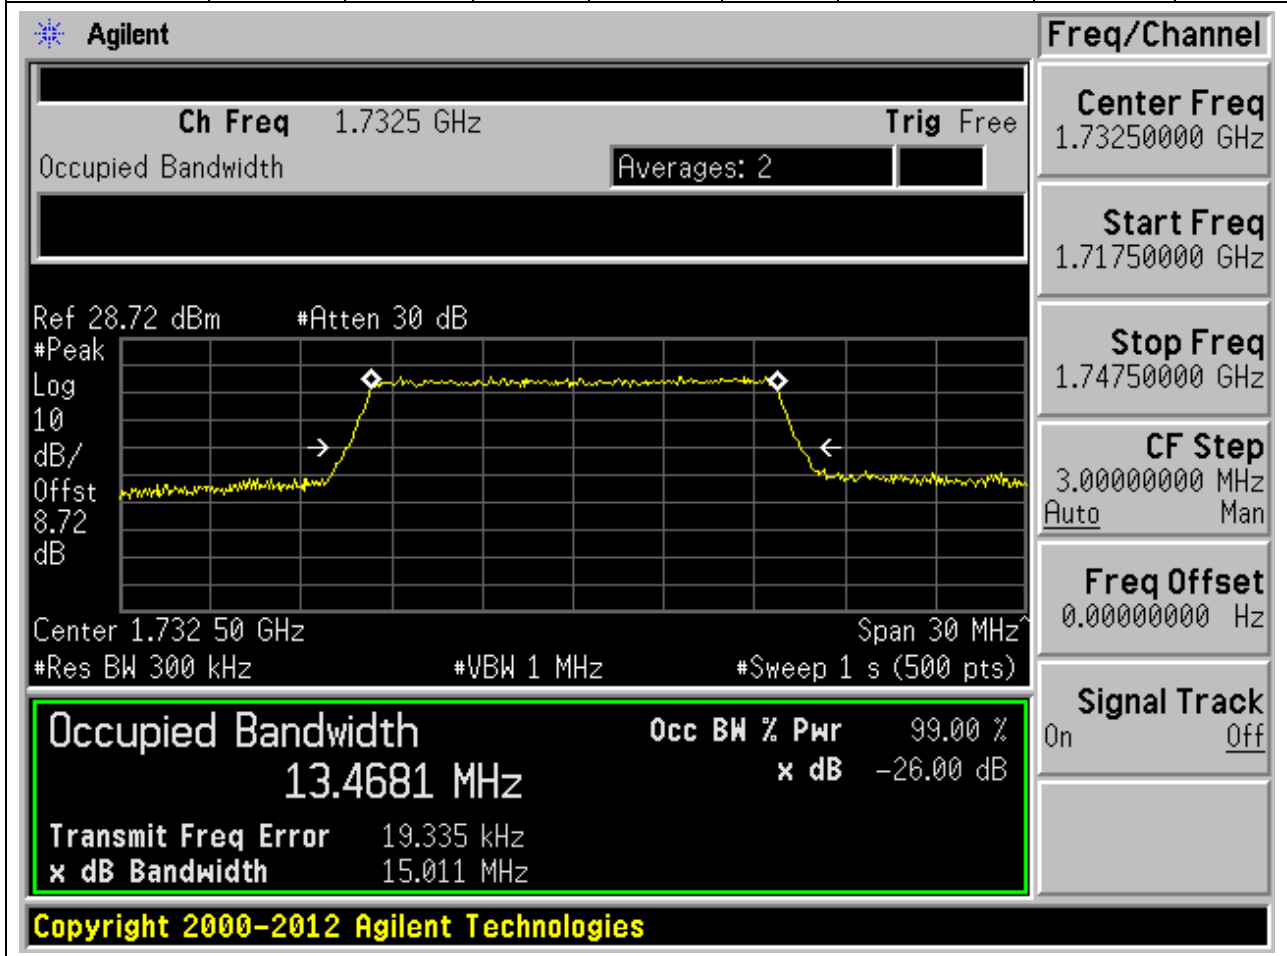 Agilent
Freq/Channel
Ch Freq 1.7325 GHz Trig Free
Occupied Bandwidth Averages: 2
Center Freq
1.73250000 GHz
Start Freq
1.71750000 GHz
Stop Freq
1.74750000 GHz
CF Step
3.00000000 MHz
Auto Man
Freq Offset
0.00000000 Hz
Signal Track
On Off
Ref 28.72 dBm #Atten 30 dB
#Peak
Log
10
dB/
Offst
8.72
dB
Center 1.732 50 GHz Span 30 MHz^
#Res BW 300 kHz #VBW 1 MHz #Sweep 1 s (500 pts)
Occupied Bandwidth Occ BW % Pwr 99.00 %
13.4681 MHz x dB -26.00 dB
Transmit Freq Error 19.335 kHz
x dB Bandwidth 15.011 MHz
Copyright 2000-2012 Agilent Technologies